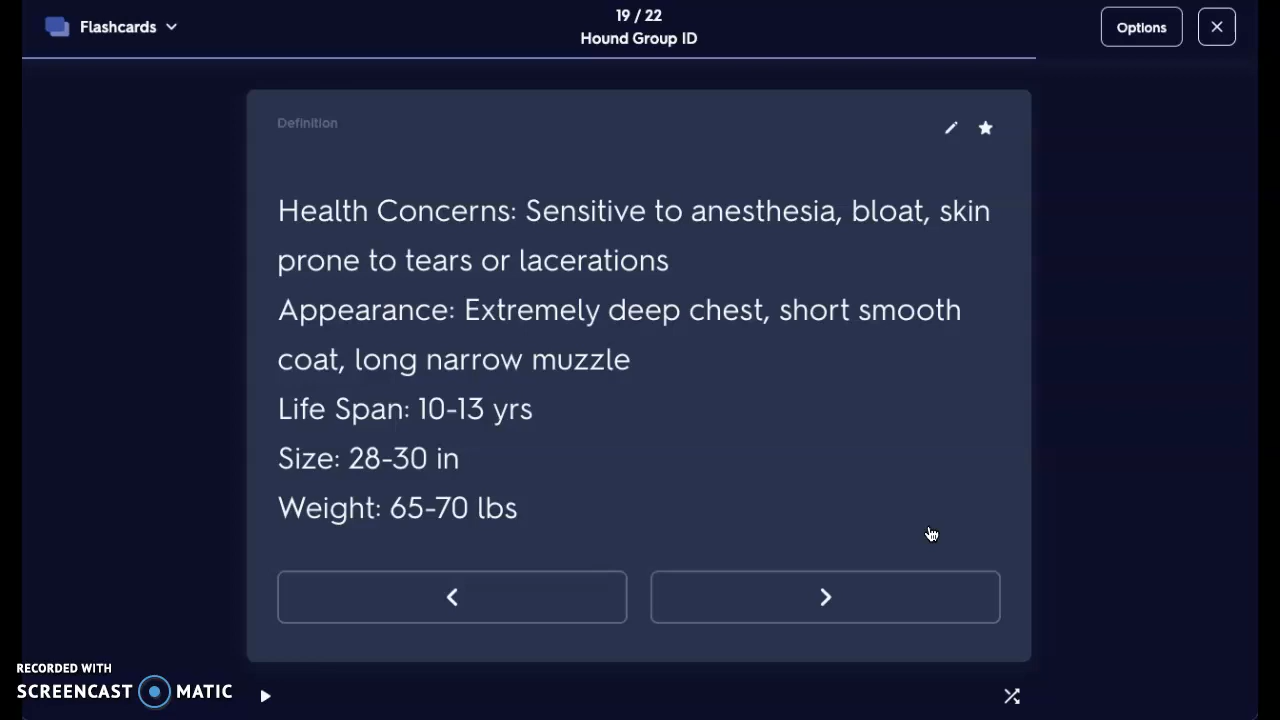 Flashcards
19 / 22
Hound Group ID
Options
Definition
Health Concerns: Sensitive to anesthesia, bloat, skin
prone to tears or lacerations
Appearance: Extremely deep chest, short smooth
coat, long narrow muzzle
Life Span: 10-13 yrs
Size: 28-30 in
Weight: 65-70 lbs
RECORDED WITH
SCREENCAST MATIC